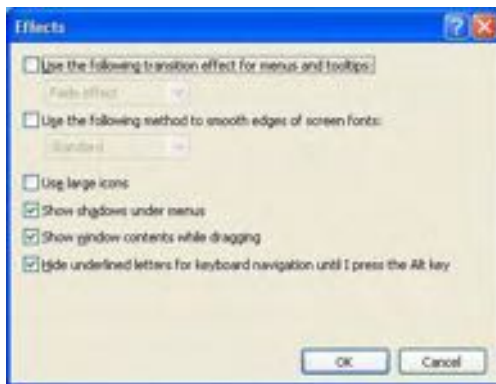 Effects
Use the following transition effect for menus and tooltips:
Fade effect
Use the following method to smooth edges of screen fonts:
Standard
Use large icons
Show shadows under menus
Show window contents while dragging
Hide underlined letters for keyboard navigation until I press the Alt key
OK Cancel